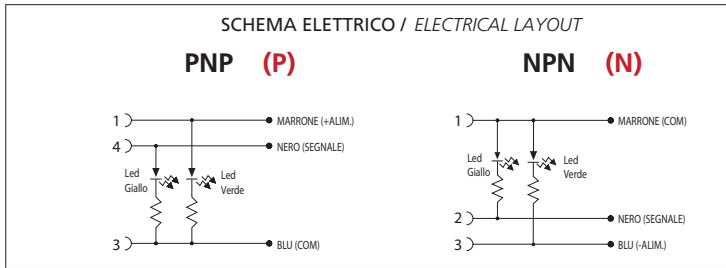 SCHEMA ELETTRICO / ELECTRICAL LAYOUT
PNP (P)
1 MARRONE (+ALIM.)
4 NERO (SEGNALE)
Led Giallo
Led Verde
3 BLU (COM)
NPN (N)
1 MARRONE (COM)
Led Giallo
Led Verde
2 NERO (SEGNALE)
3 BLU (-ALIM.)